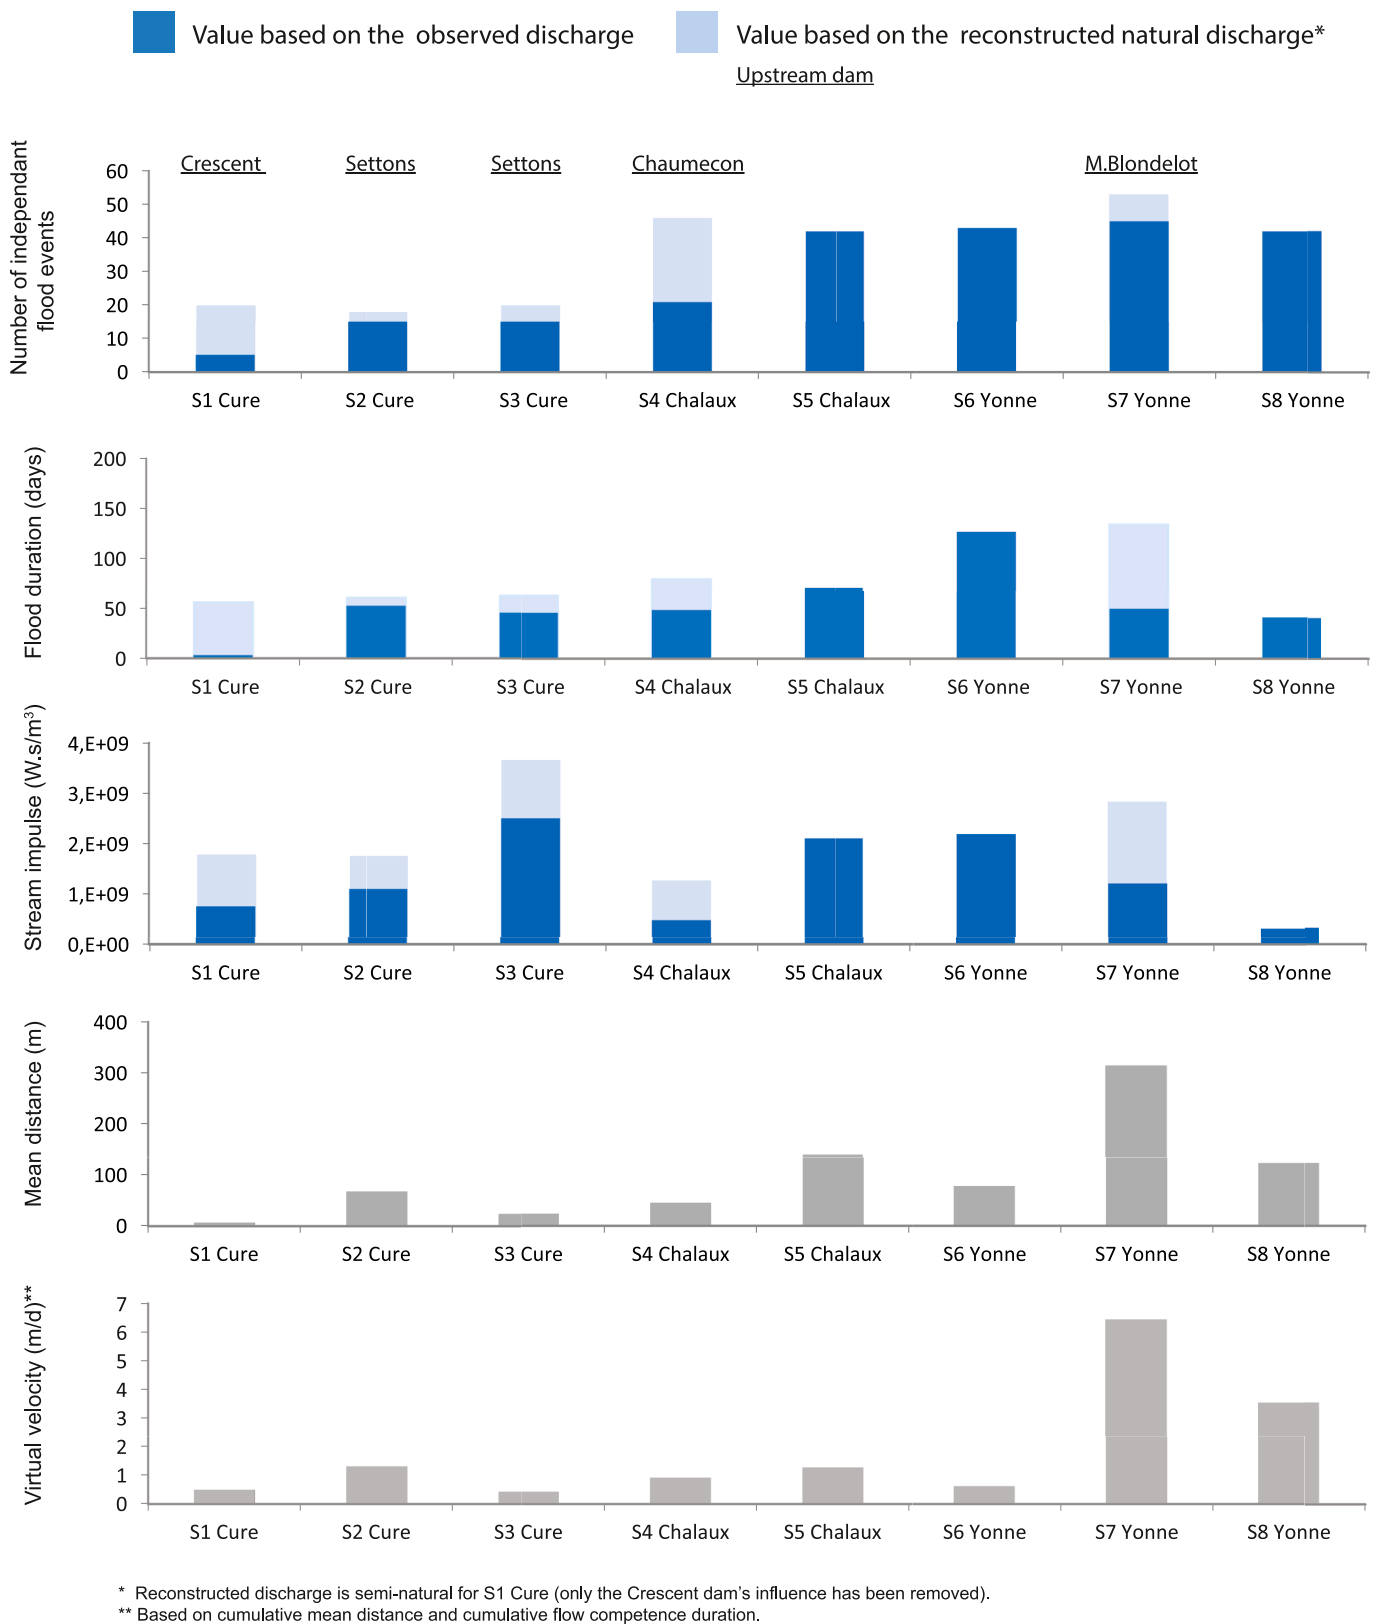 Value based on the observed discharge
Value based on the reconstructed natural discharge*
Upstream dam
Number of independant
flood events
Crescent
Settons
Settons
Chaumecon
M.Blondelot
60
50
40
30
20
10
0
S1 Cure
S2 Cure
S3 Cure
S4 Chalaux
S5 Chalaux
S6 Yonne
S7 Yonne
S8 Yonne
Flood duration (days)
200
150
100
50
0
S1 Cure
S2 Cure
S3 Cure
S4 Chalaux
S5 Chalaux
S6 Yonne
S7 Yonne
S8 Yonne
Stream impulse (W.s/m³)
4,E+09
3,E+09
2,E+09
1,E+09
0,E+00
S1 Cure
S2 Cure
S3 Cure
S4 Chalaux
S5 Chalaux
S6 Yonne
S7 Yonne
S8 Yonne
Mean distance (m)
400
300
200
100
0
S1 Cure
S2 Cure
S3 Cure
S4 Chalaux
S5 Chalaux
S6 Yonne
S7 Yonne
S8 Yonne
Virtual velocity (m/d)**
7
6
5
4
3
2
1
0
S1 Cure
S2 Cure
S3 Cure
S4 Chalaux
S5 Chalaux
S6 Yonne
S7 Yonne
S8 Yonne
* Reconstructed discharge is semi-natural for S1 Cure (only the Crescent dam's influence has been removed).
** Based on cumulative mean distance and cumulative flow competence duration.